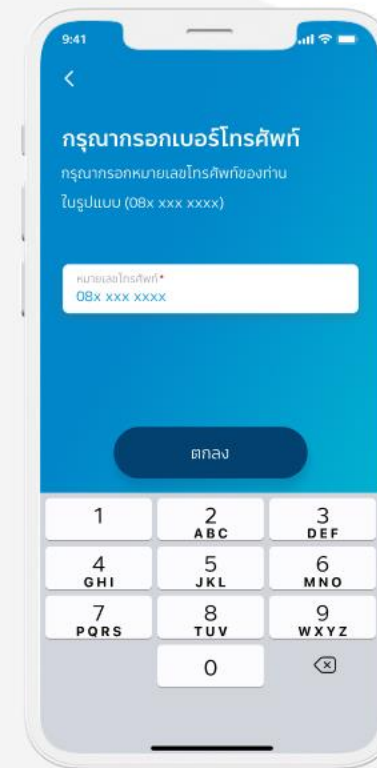 9:41
กรุณากรอกเบอร์โทรศัพท์
กรุณากรอกหมายเลขโทรศัพท์ของท่าน
ในรูปแบบ (08x xxx xxxx)
หมายเลขโทรศัพท์*
08x xxx xxxx
ตกลง
1 2 3
ABC DEF
4 5 6
GHI JKL MNO
7 8 9
PQRS TUV WXYZ
0